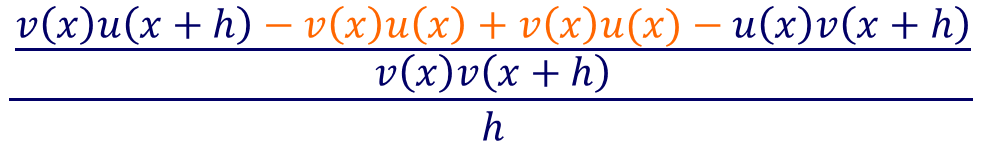 v(x)u(x + h) − v(x)u(x) + v(x)u(x) − u(x)v(x + h)
v(x)v(x + h)
h